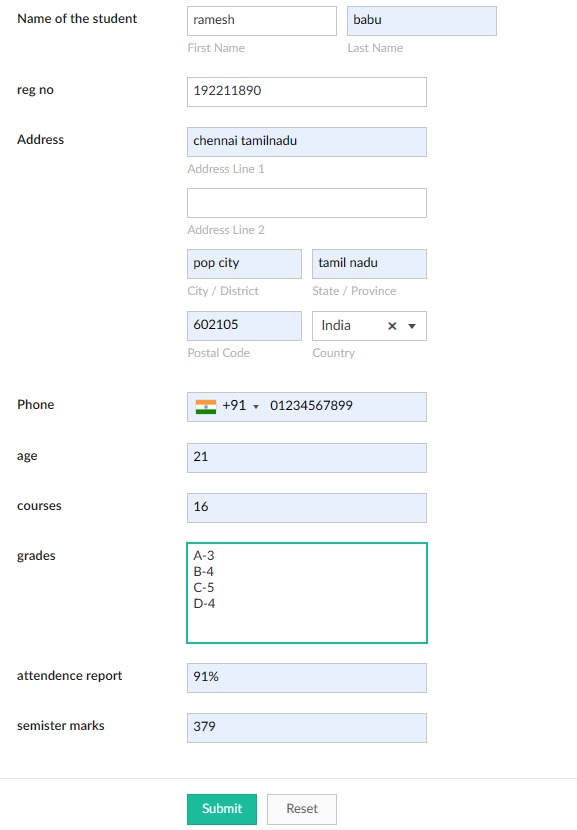 Name of the student ramesh babu
First Name Last Name
reg no 192211890
Address chennai tamilnadu
Address Line 1
Address Line 2
pop city tamil nadu
City / District State / Province
602105 India
Postal Code Country
Phone +91 01234567899
age 21
courses 16
grades A-3
B-4
C-5
D-4
attendence report 91%
semister marks 379
Submit Reset